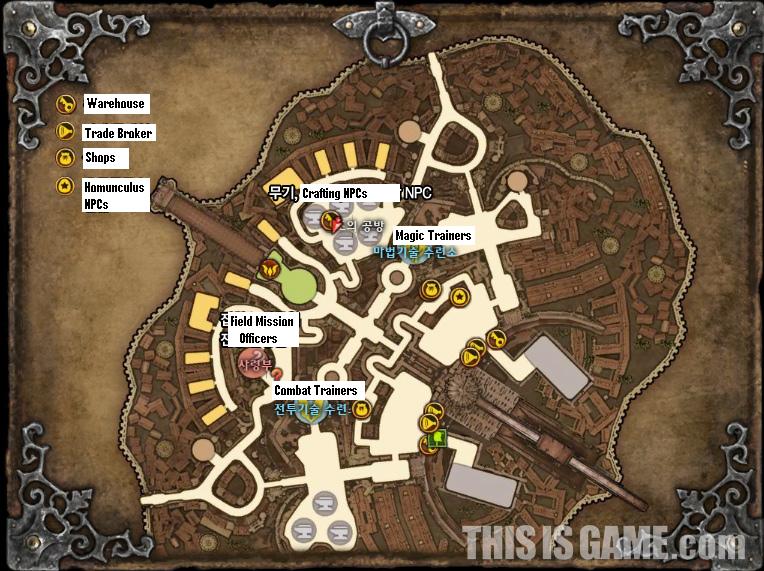 Warehouse
Trade Broker
Shops
Homunculus
NPCs
무기, Crafting NPCs NPC
의 공방
Magic Trainers
마법기술 수련소
Field Mission
Officers
사령부
Combat Trainers
전투기술 수련
THIS IS GAME.com